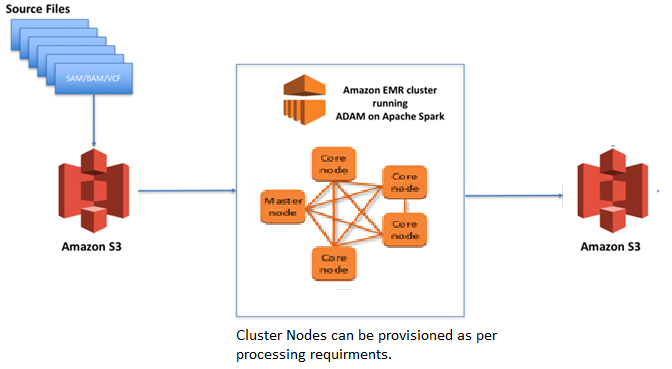 Source Files
SAM/BAM/VCF
Amazon S3
Amazon EMR cluster
running
ADAM on Apache Spark
Core
node
Core
node
Master
node
Core
node
Core
node
Amazon S3
Cluster Nodes can be provisioned as per
processing requirments.